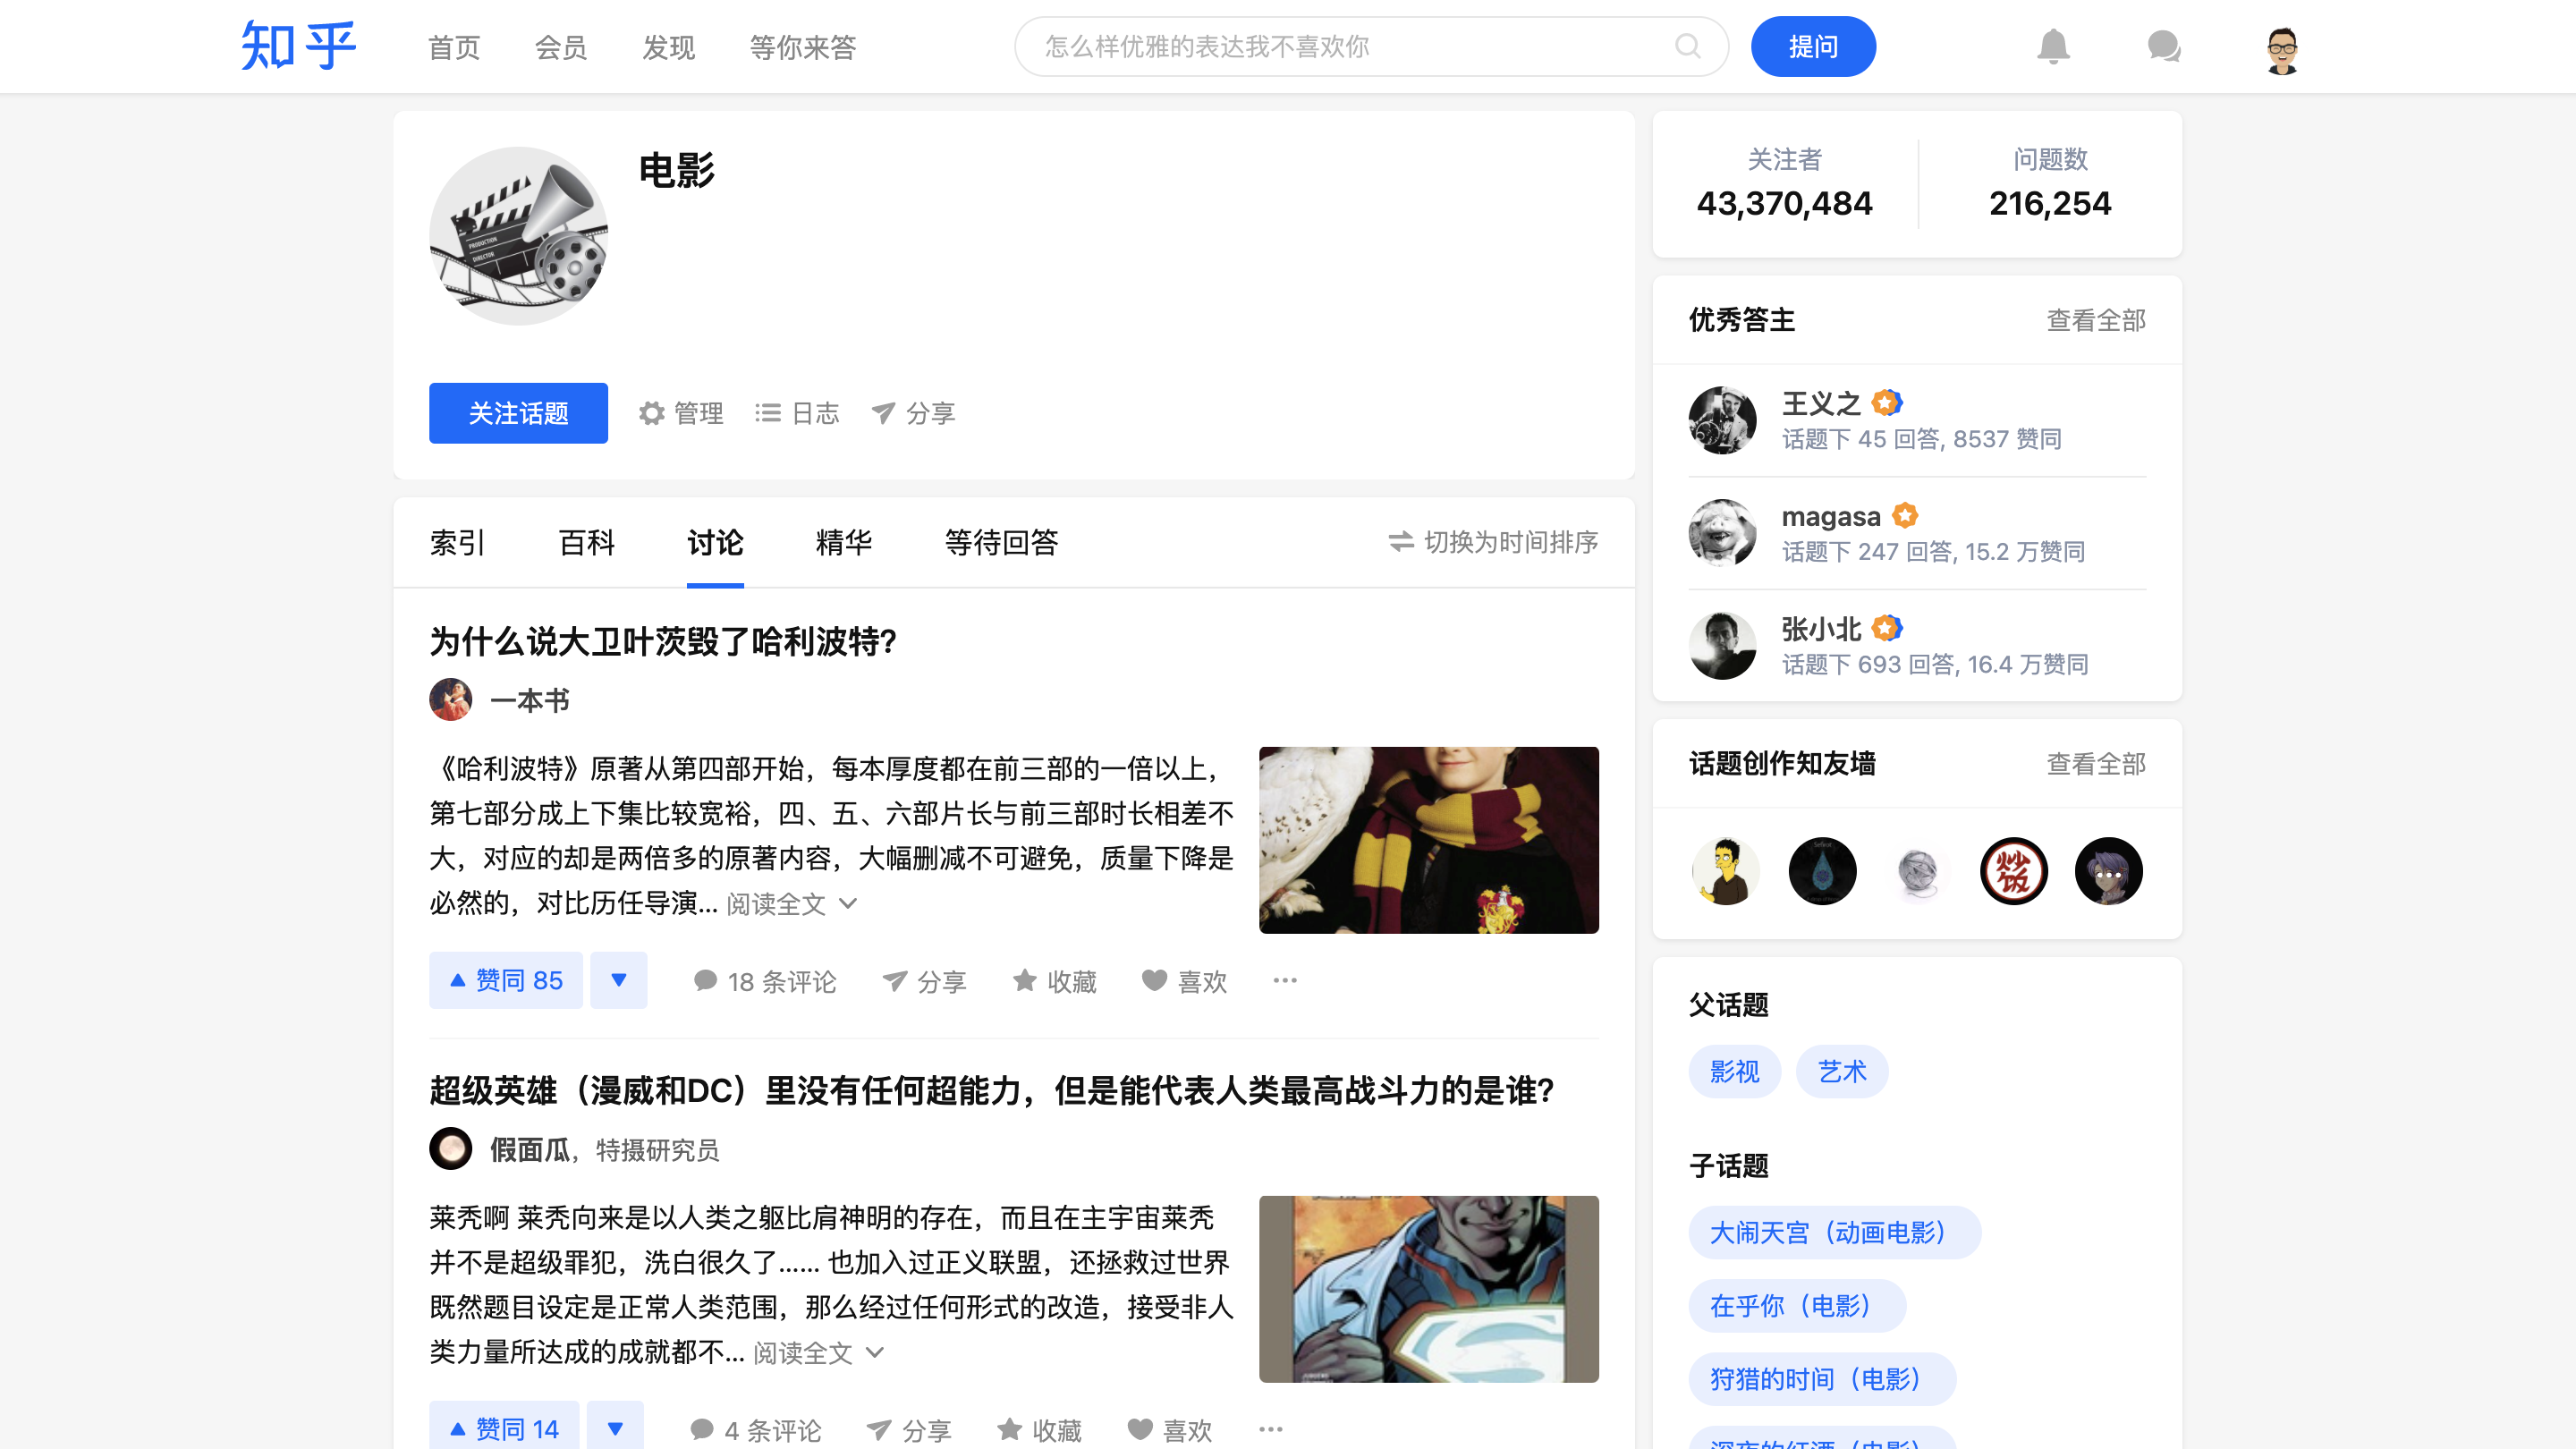 知乎
首页 会员 发现 等你来答
怎么样优雅的表达我不喜欢你
提问
电影
PRODUCTION
DIRECTOR
关注话题 管理 日志 分享
索引 百科 讨论 精华 等待回答 切换为时间排序
为什么说大卫叶茨毁了哈利波特?
一本书
《哈利波特》原著从第四部开始，每本厚度都在前三部的一倍以上，
第七部分成上下集比较宽裕，四、五、六部片长与前三部时长相差不
大，对应的却是两倍多的原著内容，大幅删减不可避免，质量下降是
必然的，对比历任导演... 阅读全文
赞同 85 18 条评论 分享 收藏 喜欢 ···
超级英雄（漫威和DC）里没有任何超能力，但是能代表人类最高战斗力的是谁?
假面瓜，特摄研究员
莱秃啊 莱秃向来是以人类之躯比肩神明的存在，而且在主宇宙莱秃
并不是超级罪犯，洗白很久了...... 也加入过正义联盟，还拯救过世界
既然题目设定是正常人类范围，那么经过任何形式的改造，接受非人
类力量所达成的成就都不... 阅读全文
赞同 14 4 条评论 分享 收藏 喜欢 ···
关注者 问题数
43,370,484 216,254
优秀答主 查看全部
王义之
话题下 45 回答, 8537 赞同
magasa
话题下 247 回答, 15.2 万赞同
张小北
话题下 693 回答, 16.4 万赞同
话题创作知友墙 查看全部
炒饭
父话题
影视 艺术
子话题
大闹天宫（动画电影）
在乎你（电影）
狩猎的时间（电影）
深夜的红酒（电影）